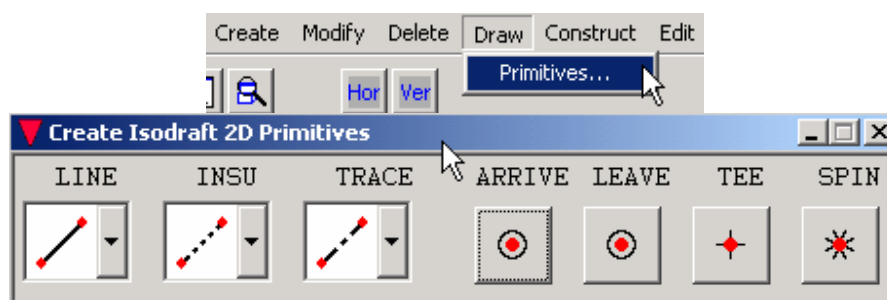 Create Modify Delete Draw Construct Edit
Primitives...
Hor Ver
Create Isodraft 2D Primitives
LINE INSU TRACE ARRIVE LEAVE TEE SPIN